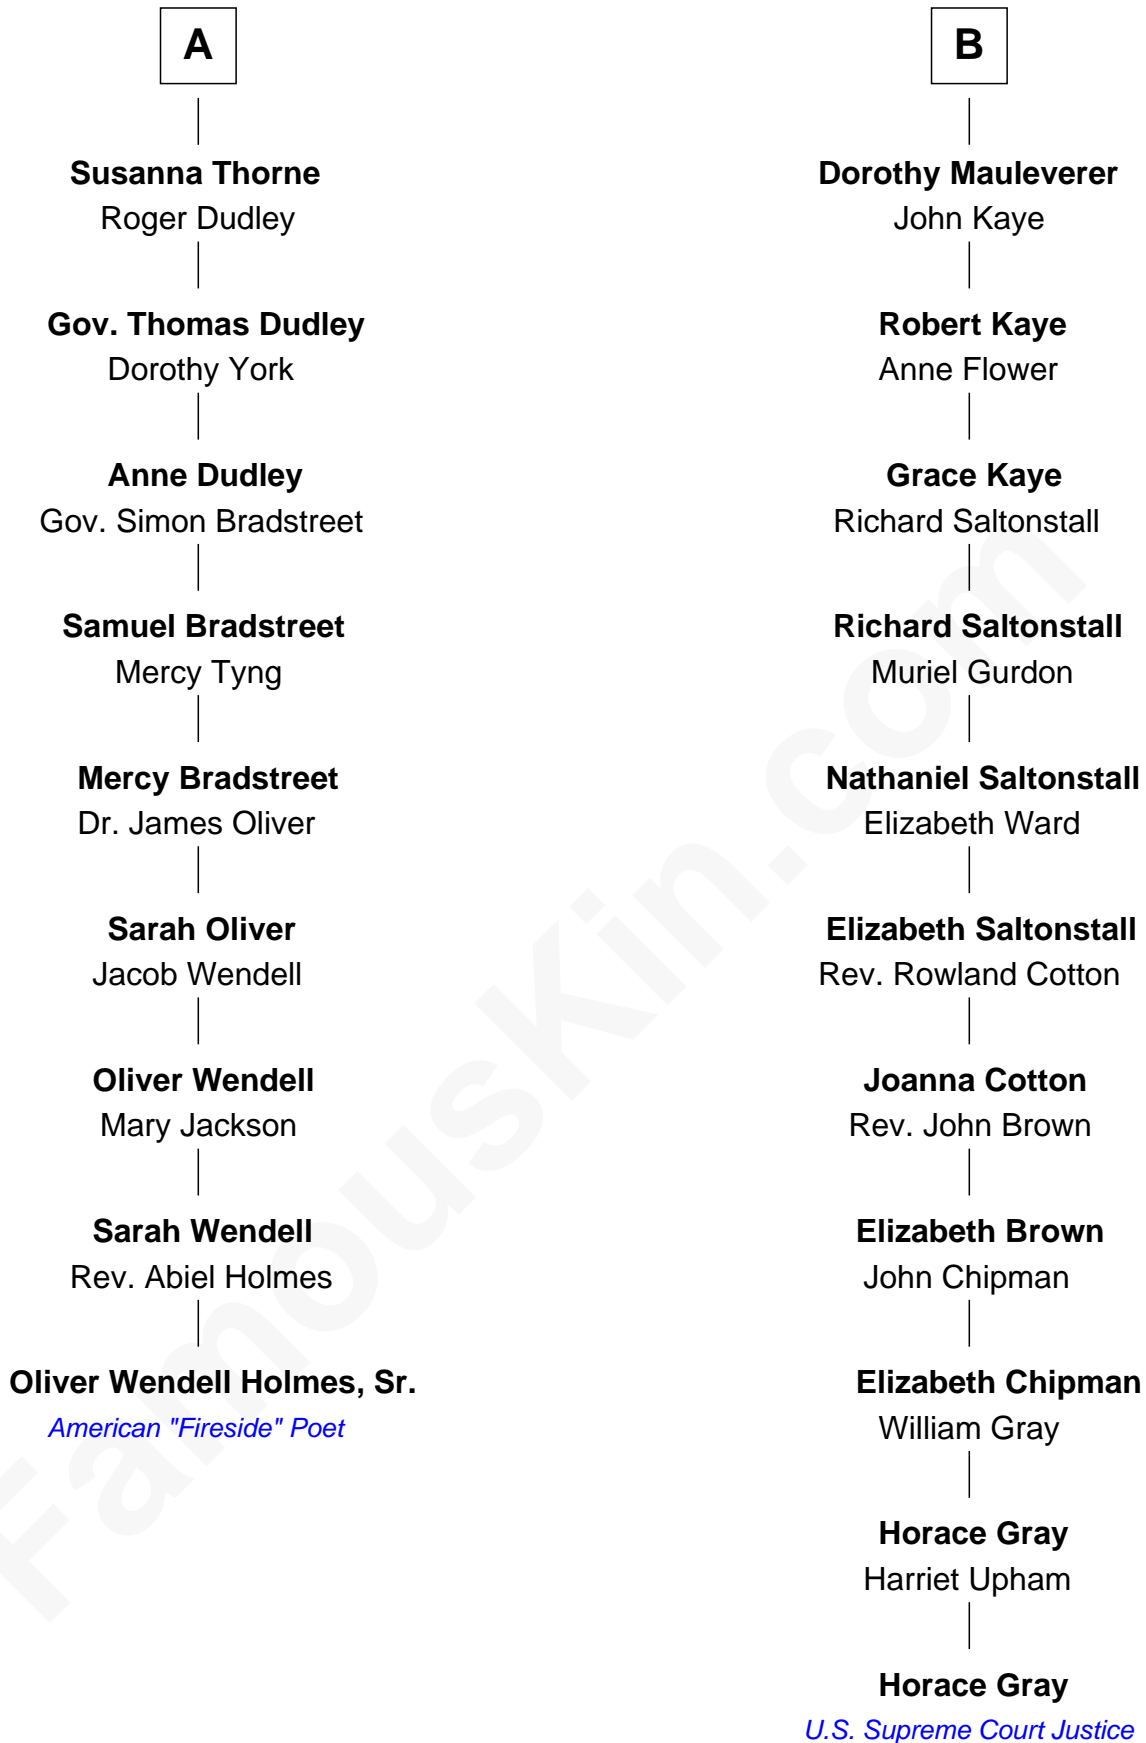 A
Susanna Thorne
Roger Dudley
Gov. Thomas Dudley
Dorothy York
Anne Dudley
Gov. Simon Bradstreet
Samuel Bradstreet
Mercy Tyng
Mercy Bradstreet
Dr. James Oliver
Sarah Oliver
Jacob Wendell
Oliver Wendell
Mary Jackson
Sarah Wendell
Rev. Abiel Holmes
Oliver Wendell Holmes, Sr.
American "Fireside" Poet
B
Dorothy Mauleverer
John Kaye
Robert Kaye
Anne Flower
Grace Kaye
Richard Saltonstall
Richard Saltonstall
Muriel Gurdon
Nathaniel Saltonstall
Elizabeth Ward
Elizabeth Saltonstall
Rev. Rowland Cotton
Joanna Cotton
Rev. John Brown
Elizabeth Brown
John Chipman
Elizabeth Chipman
William Gray
Horace Gray
Harriet Upham
Horace Gray
U.S. Supreme Court Justice
FamousKin.com